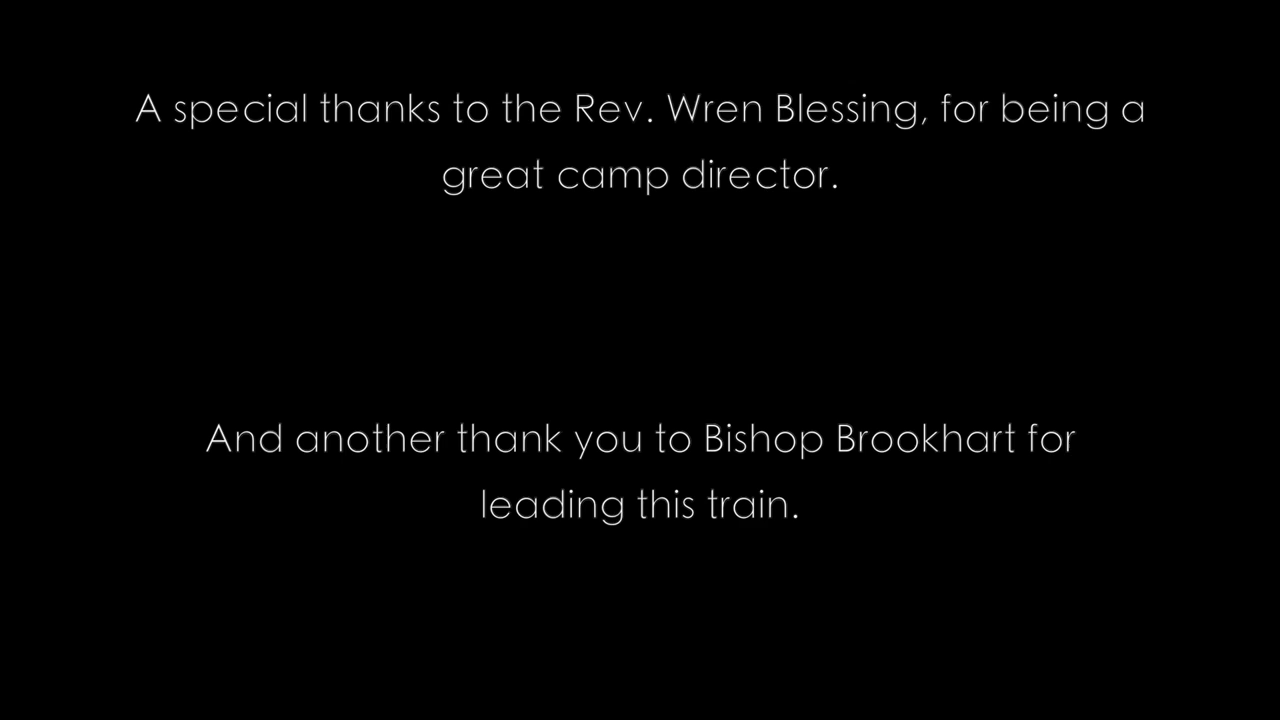 A special thanks to the Rev. Wren Blessing, for being a
great camp director.
And another thank you to Bishop Brookhart for
leading this train.